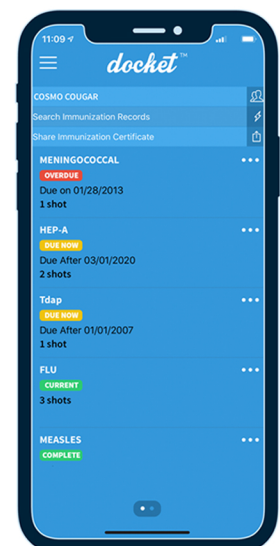 11:09
docket™
COSMO COUGAR
Search Immunization Records
Share Immunization Certificate
MENINGOCOCCAL
OVERDUE
Due on 01/28/2013
1 shot
HEP-A
DUE NOW
Due After 03/01/2020
2 shots
Tdap
DUE NOW
Due After 01/01/2007
1 shot
FLU
CURRENT
3 shots
MEASLES
COMPLETE